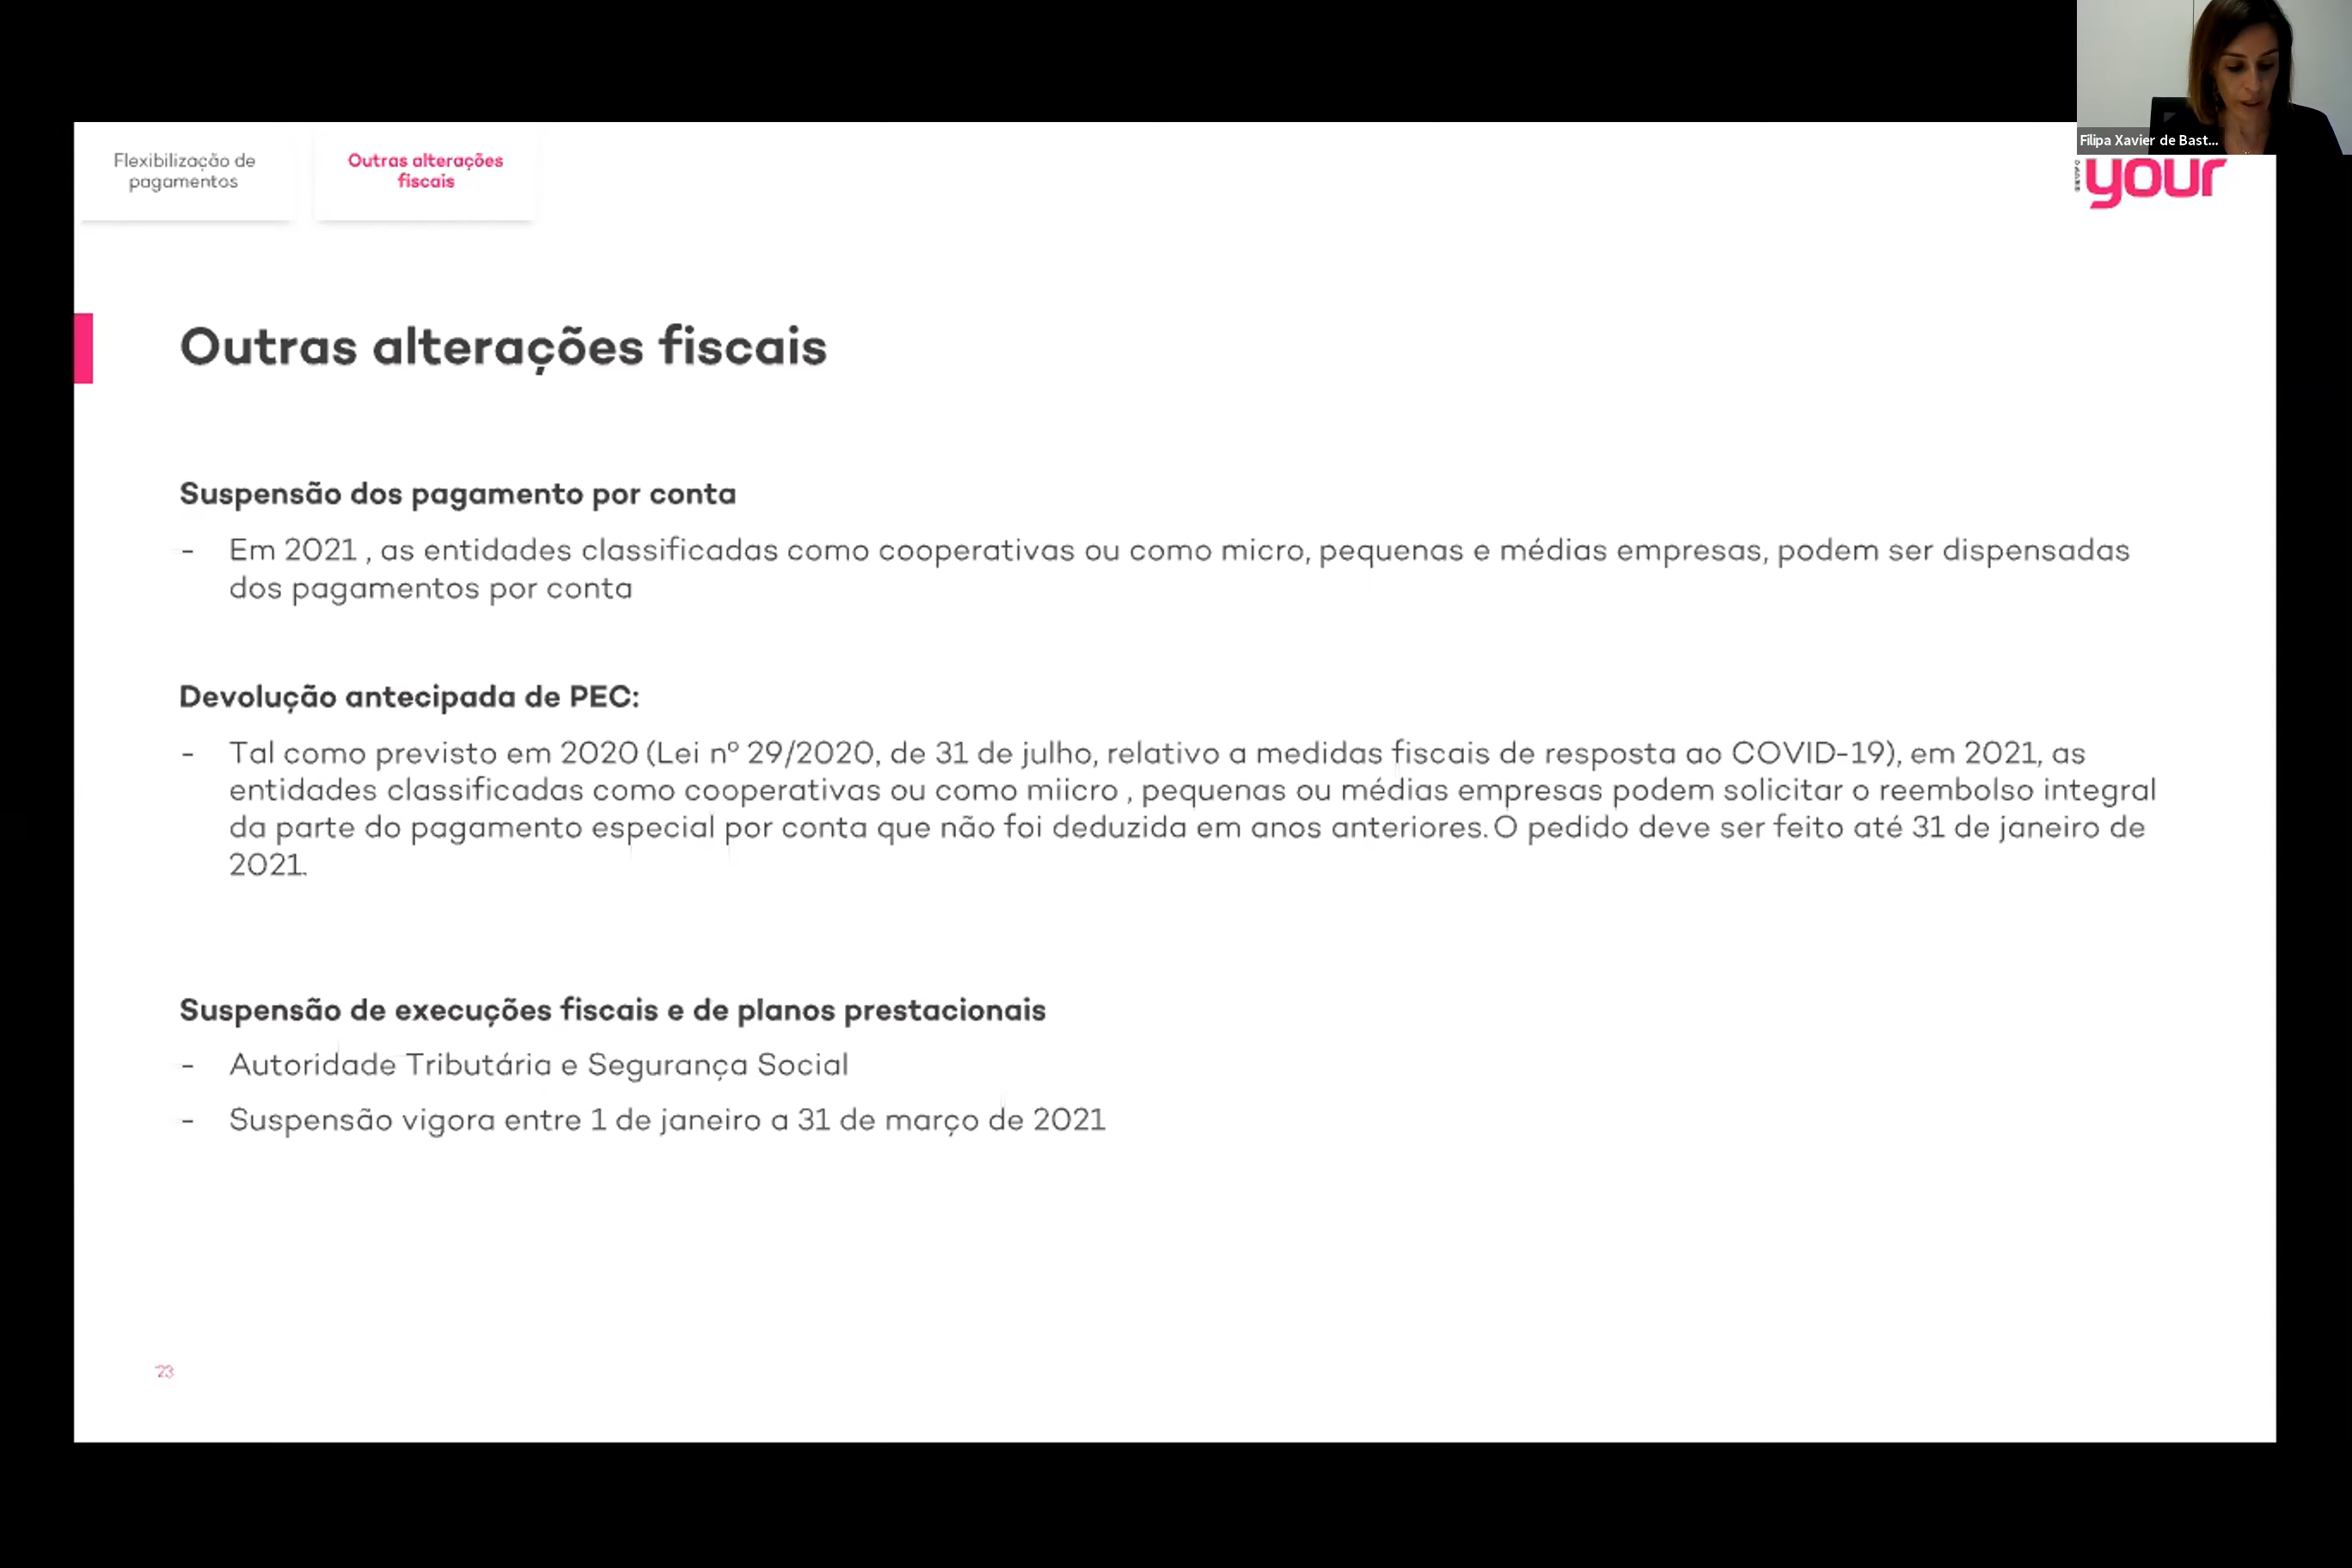 Filipa Xavier de Bast...
Flexibilização de
pagamentos
Outras alterações
fiscais
your
Outras alterações fiscais
Suspensão dos pagamento por conta
- Em 2021 , as entidades classificadas como cooperativas ou como micro, pequenas e médias empresas, podem ser dispensadas
dos pagamentos por conta
Devolução antecipada de PEC:
- Tal como previsto em 2020 (Lei nº 29/2020, de 31 de julho, relativo a medidas fiscais de resposta ao COVID-19), em 2021, as
entidades classificadas como cooperativas ou como miicro , pequenas ou médias empresas podem solicitar o reembolso integral
da parte do pagamento especial por conta que não foi deduzida em anos anteriores. O pedido deve ser feito até 31 de janeiro de
2021.
Suspensão de execuções fiscais e de planos prestacionais
- Autoridade Tributária e Segurança Social
- Suspensão vigora entre 1 de janeiro a 31 de março de 2021
23